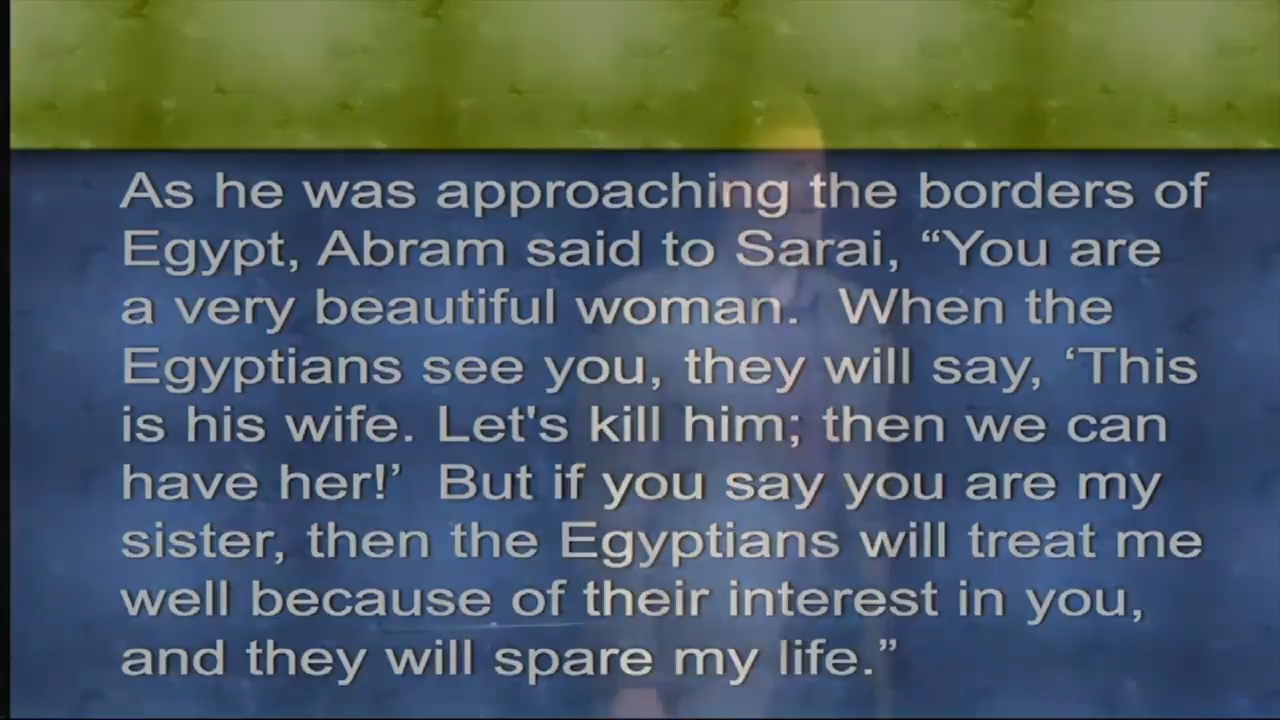 As he was approaching the borders of
Egypt, Abram said to Sarai, “You are
a very beautiful woman.  When the
Egyptians see you, they will say, ‘This
is his wife. Let's kill him; then we can
have her!’  But if you say you are my
sister, then the Egyptians will treat me
well because of their interest in you,
and they will spare my life.”